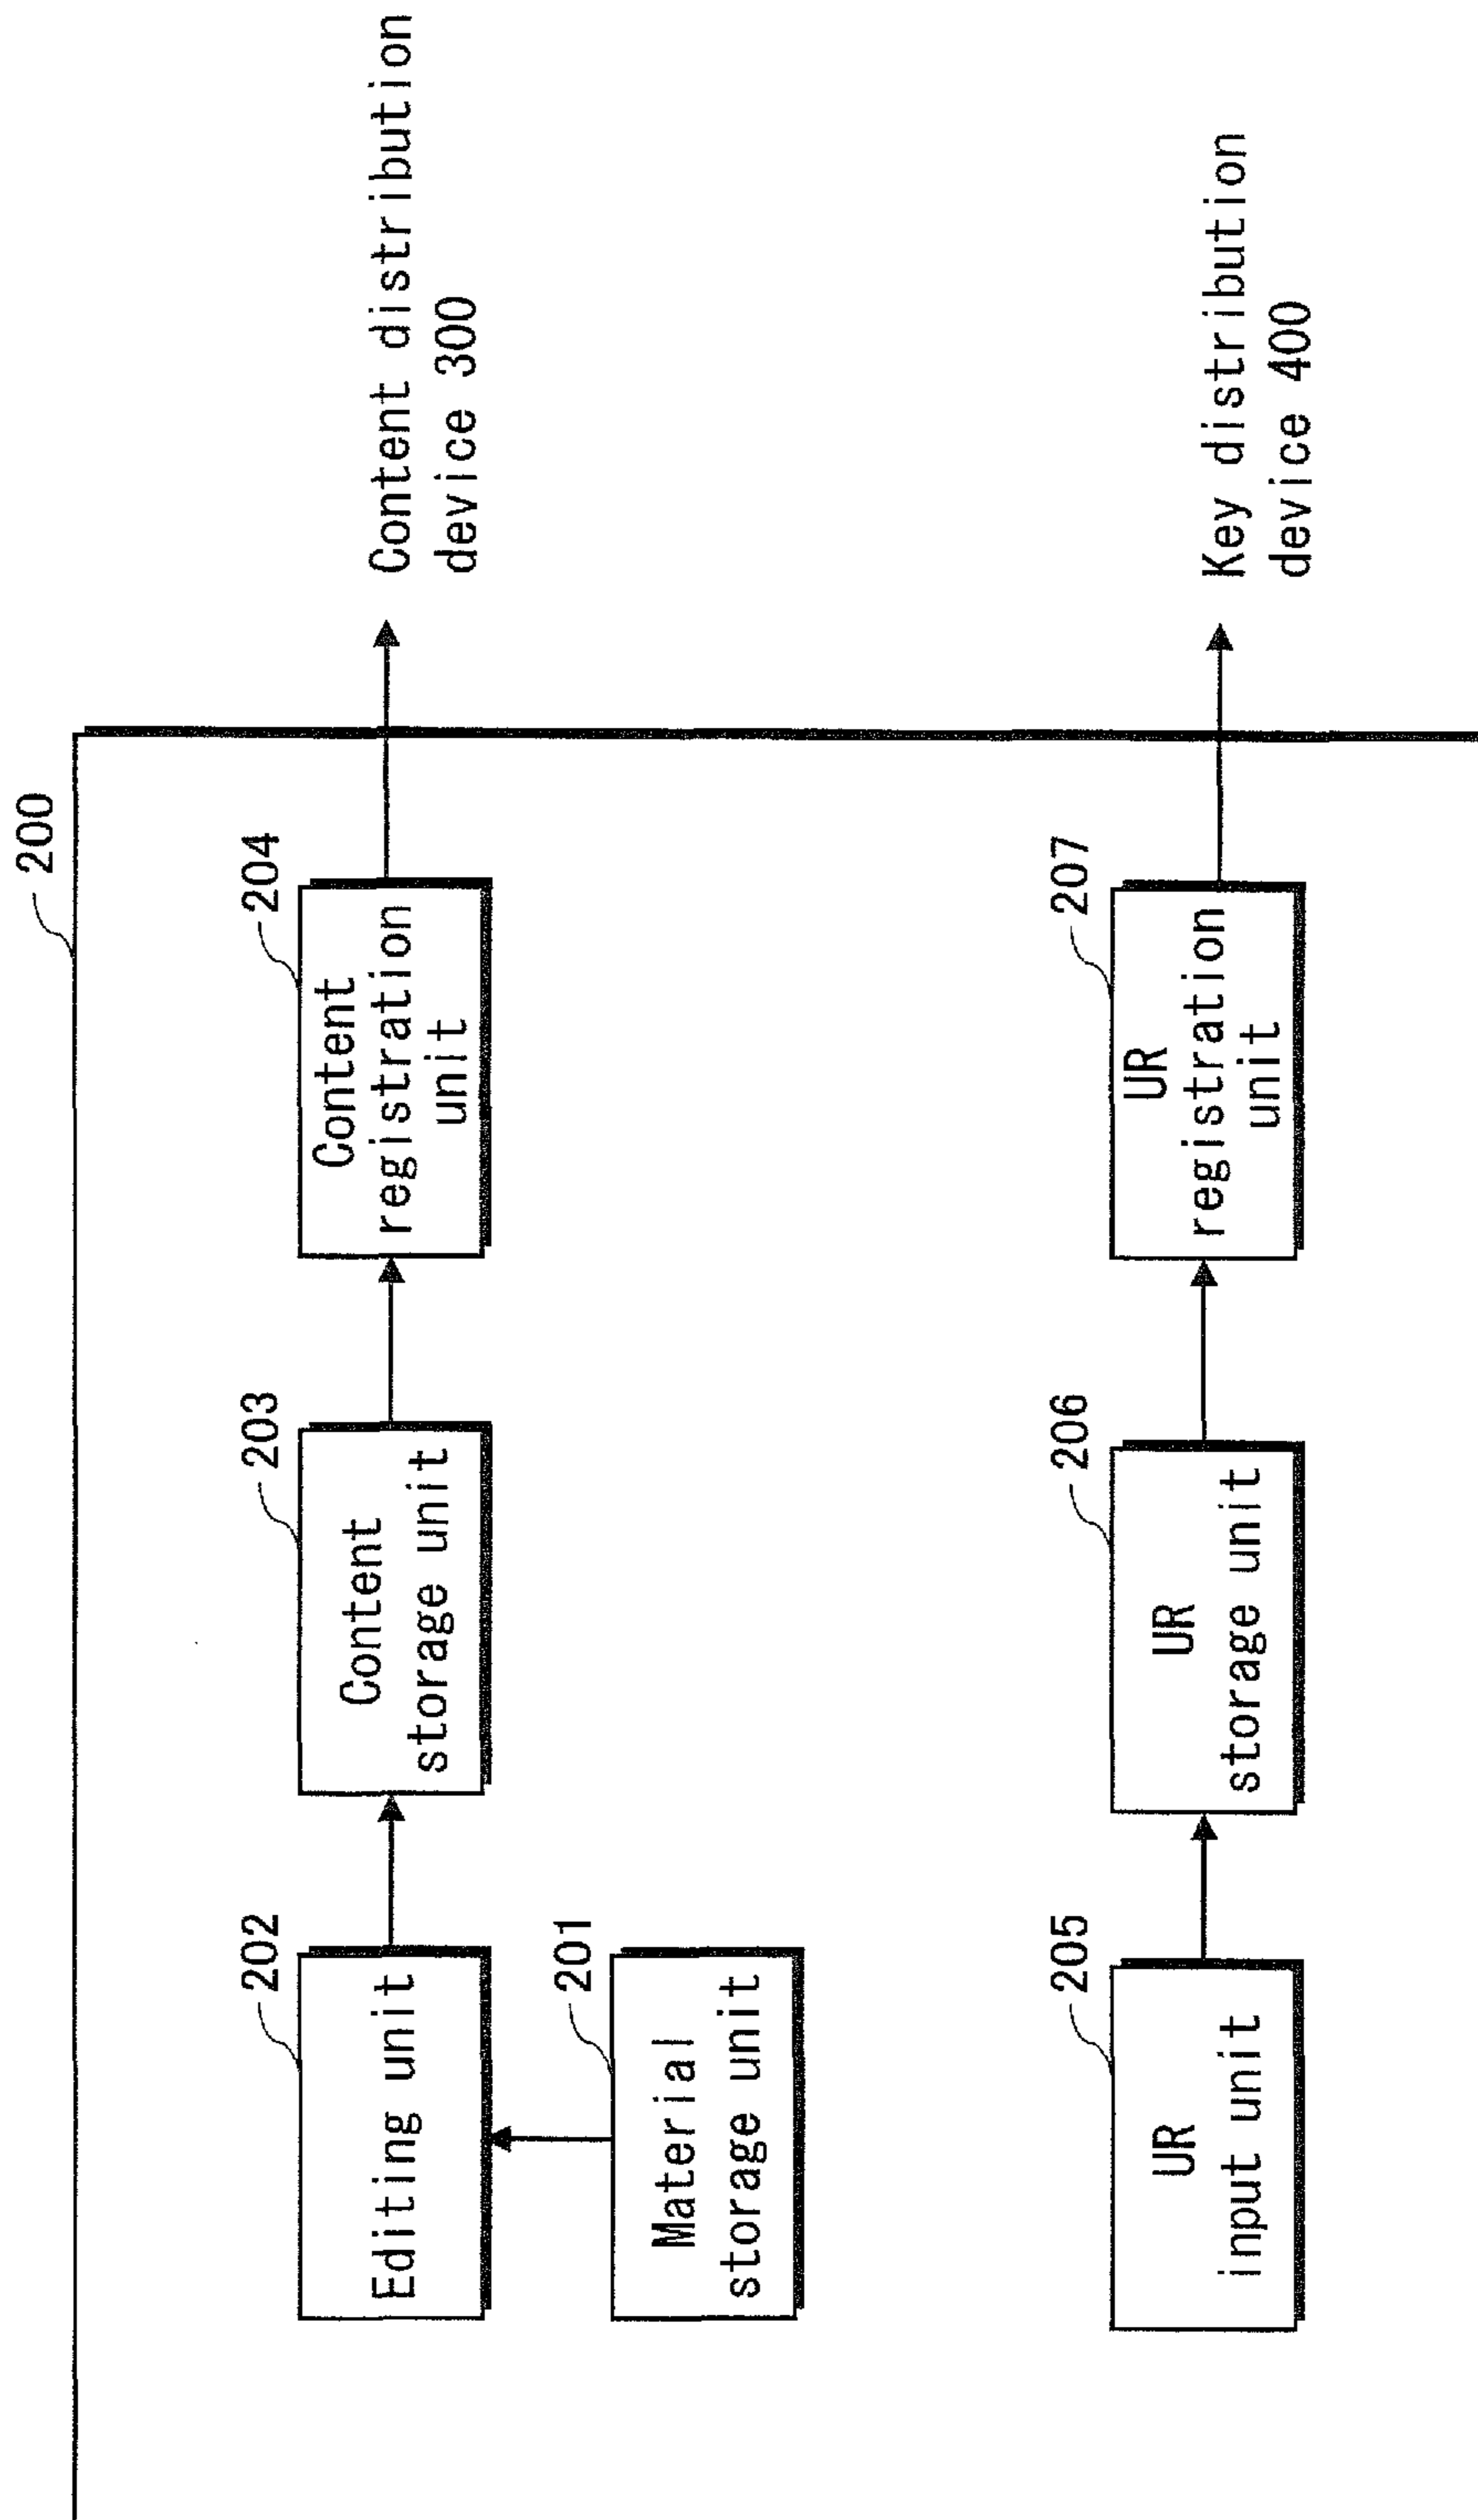 200
202
Editing unit
203
Content
storage unit
204
Content
registration
unit
Content distribution
device 300
201
Material
storage unit
205
UR
input unit
206
UR
storage unit
207
UR
registration
unit
Key distribution
device 400